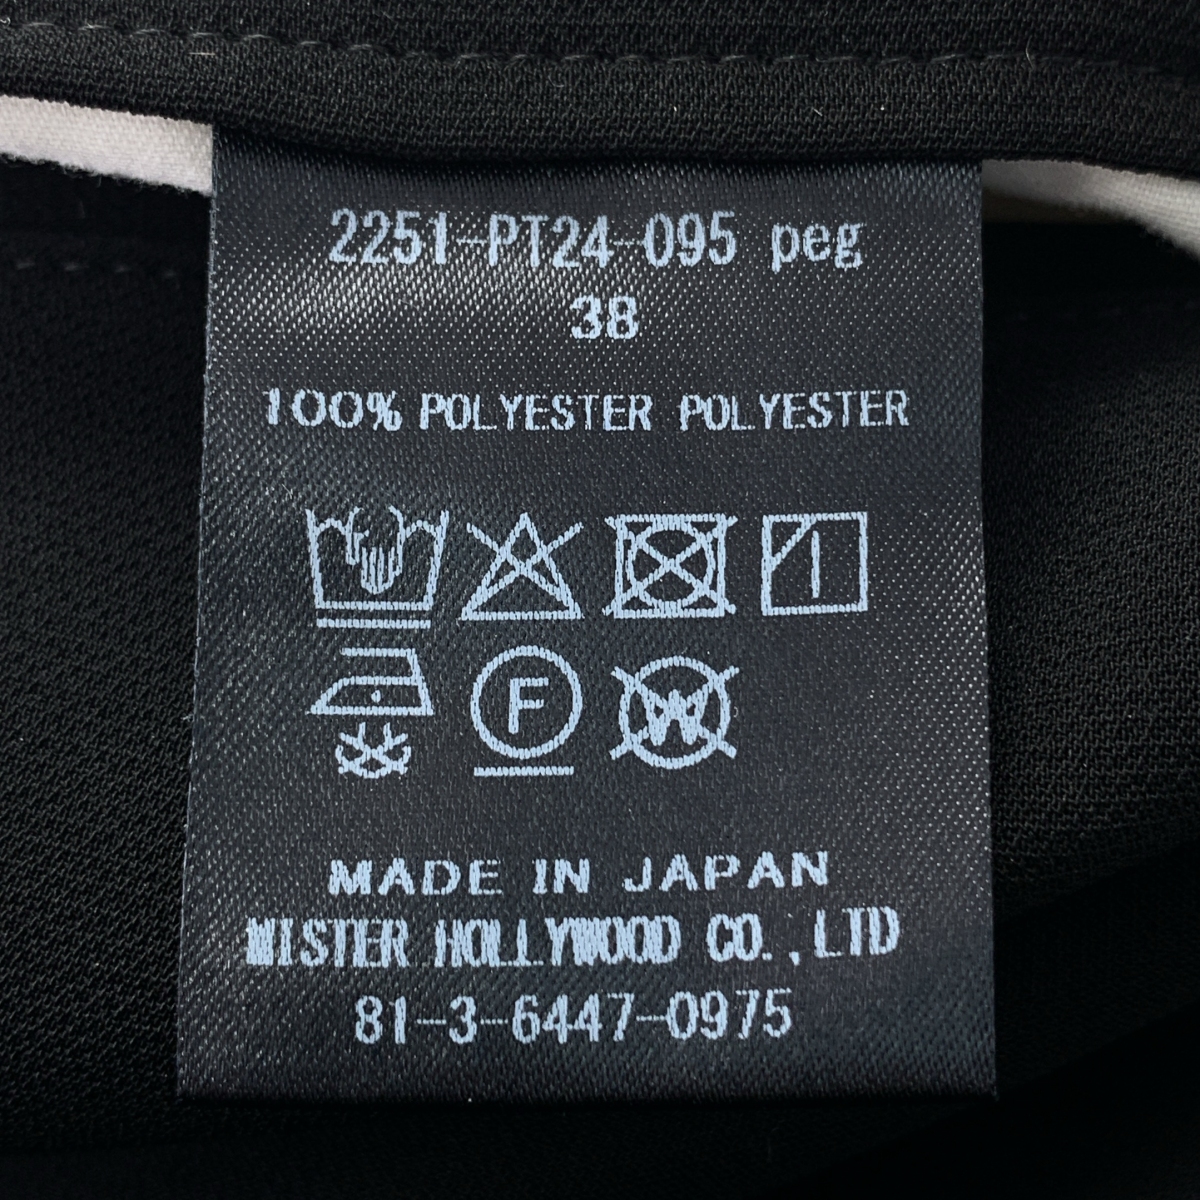 2251-PT24-095 peg
38
100% POLYESTER POLYESTER
F
W
MADE IN JAPAN
MISTER HOLLYWOOD CO.,LTD
81-3-6447-0975